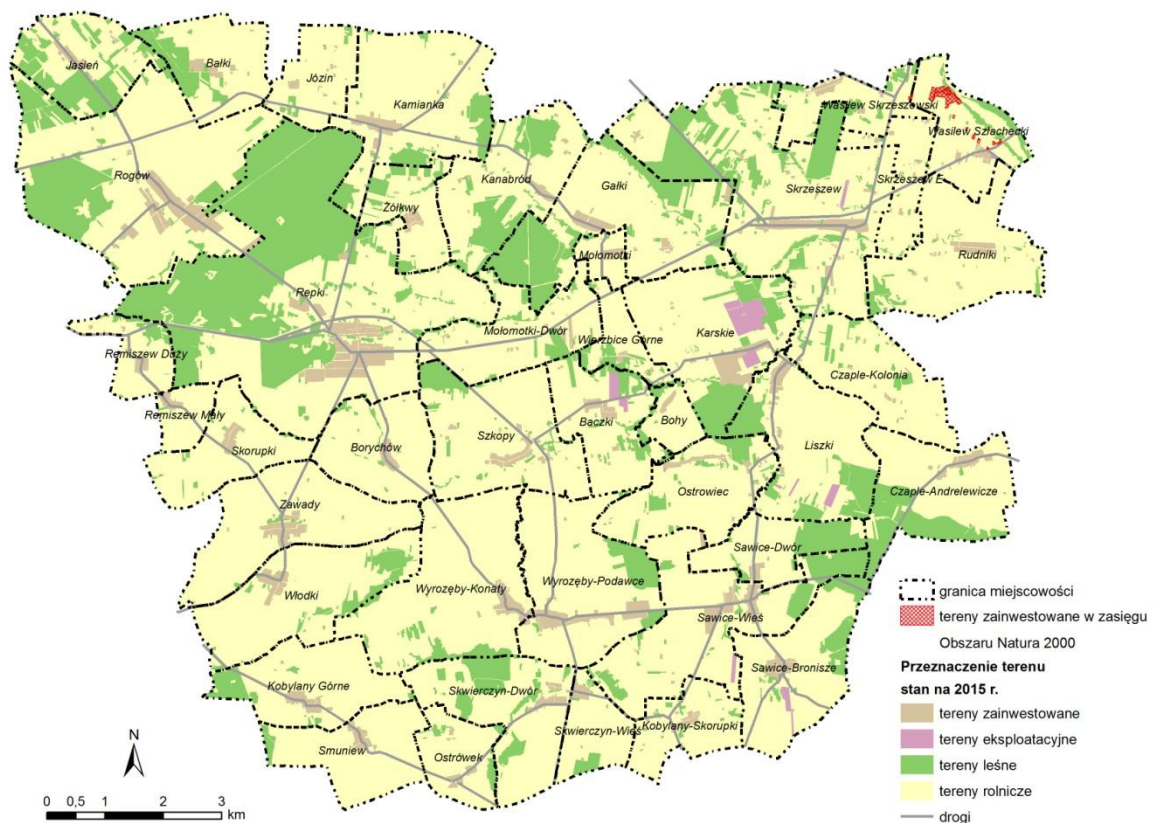 Jasień
Bałki
Józin
Kamianka
Wasilew Skrzeszewski
Wasilew Szlachecki
Rogów
Kanabród
Gałki
Skrzeszew
Skrzeszew E
Żółkwy
Mołomotki
Rudniki
Repki
Mołomotki-Dwór
Wierzbice Górne
Karskie
Remiszew Duży
Czaple-Kolonia
Remiszew Mały
Skorupki
Borychów
Szkopy
Baczki
Bohy
Liszki
Zawady
Ostrowiec
Czaple-Andrelewicze
Sawice-Dwór
Włodki
Wyrozęby-Konaty
Wyrozęby-Podawce
Sawice-Wieś
Sawice-Bronisze
Kobylany Górne
Skwierczyn-Dwór
Skwierczyn-Wieś
Kobylany-Skorupki
Smuniew
Ostrówek
granica miejscowości
tereny zainwestowane w zasięgu
Obszaru Natura 2000
Przeznaczenie terenu
stan na 2015 r.
tereny zainwestowane
tereny eksploatacyjne
tereny leśne
tereny rolnicze
drogi
N
0 0,5 1 2 3
km